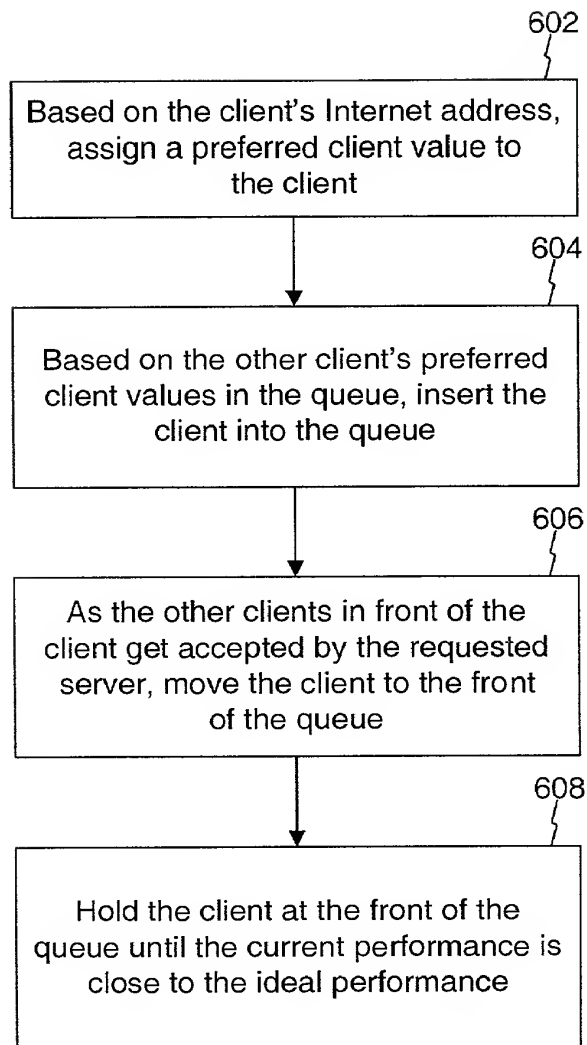 602
Based on the client's Internet address,
assign a preferred client value to
the client
604
Based on the other client's preferred
client values in the queue, insert the
client into the queue
606
As the other clients in front of the
client get accepted by the requested
server, move the client to the front
of the queue
608
Hold the client at the front of the
queue until the current performance is
close to the ideal performance